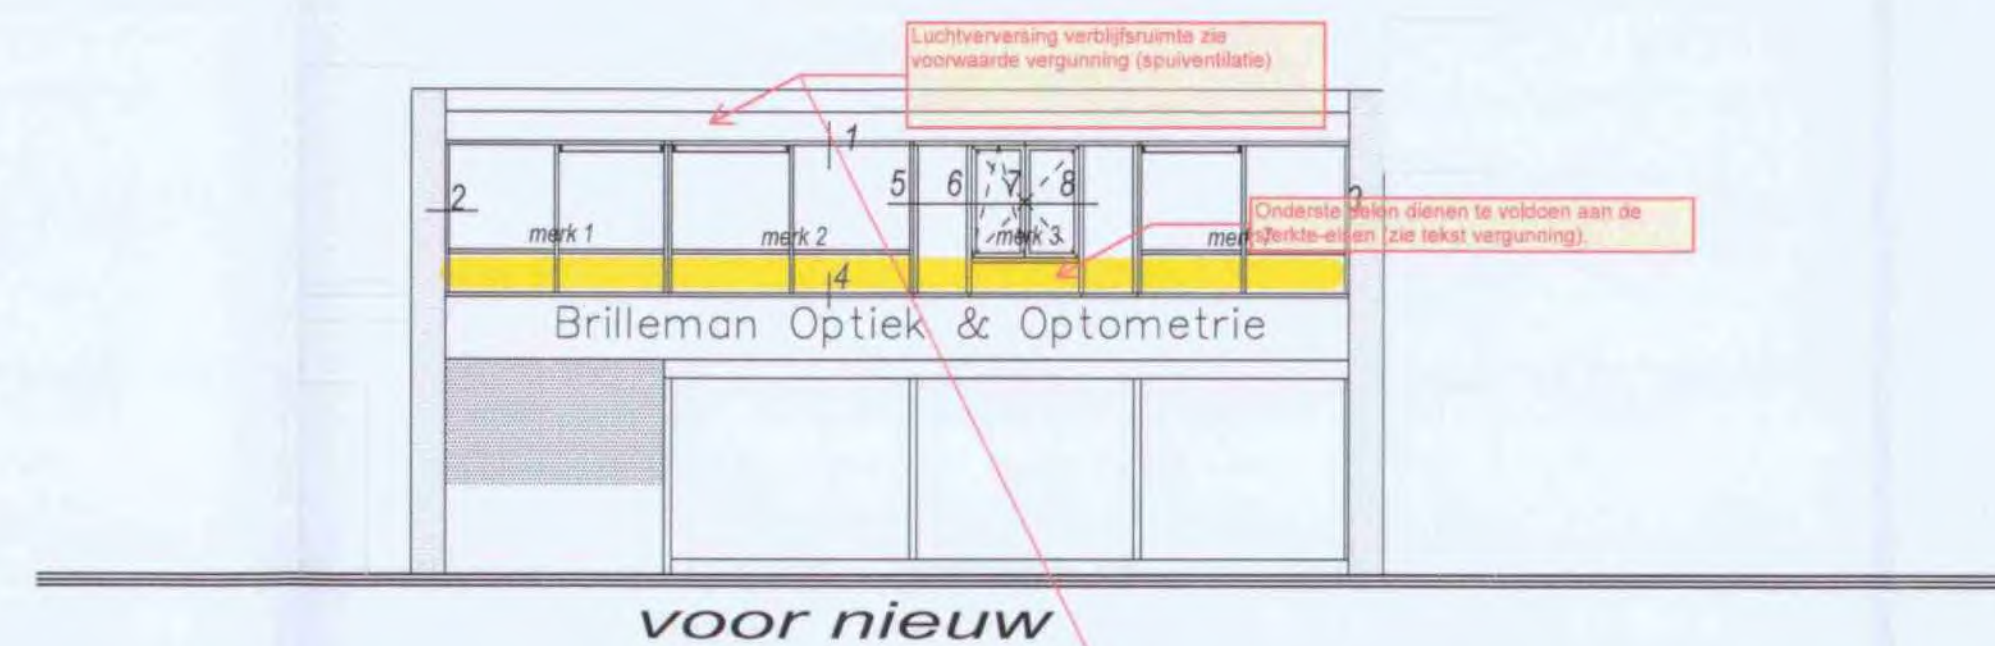 Luchtverversing verblijfsruimte zie
voorwaarde vergunning (spuiventilatie)
1
2
5 6 7 8
Onderste delen dienen te voldoen aan de
sterkte-eisen (zie tekst vergunning).
merk 1
merk 2
merk 3
4
Brilleman Optiek & Optometrie
voor nieuw